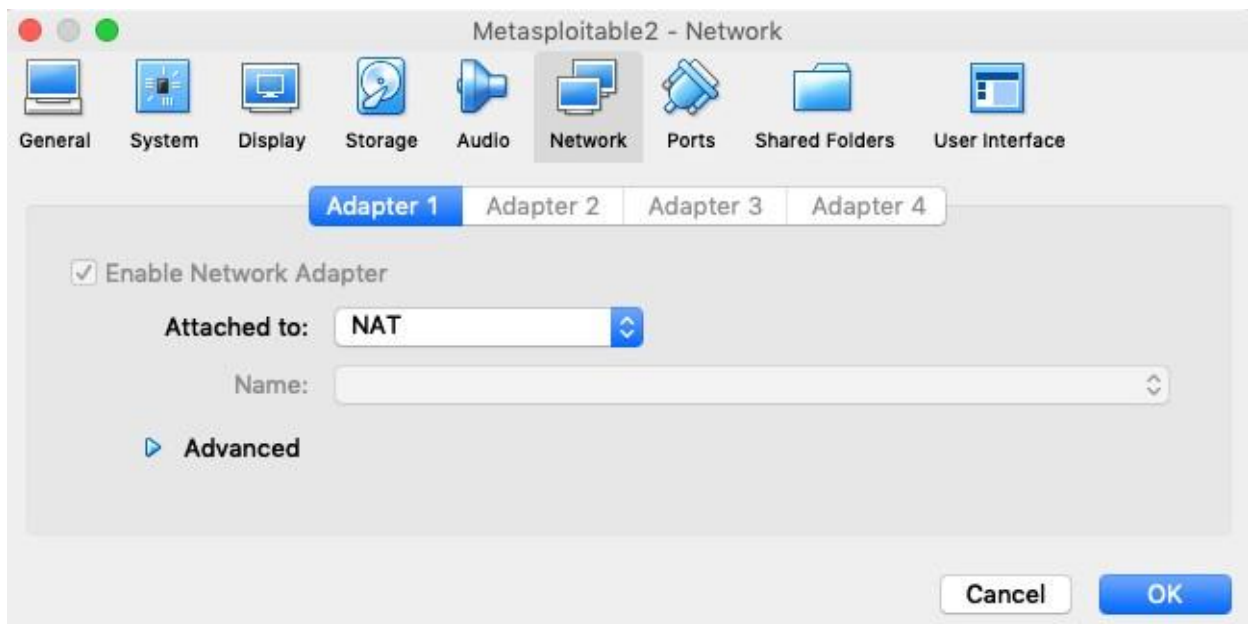 Metasploitable2 - Network
General System Display Storage Audio Network Ports Shared Folders User Interface
Adapter 1 Adapter 2 Adapter 3 Adapter 4
Enable Network Adapter
Attached to: NAT
Name:
Advanced
Cancel OK